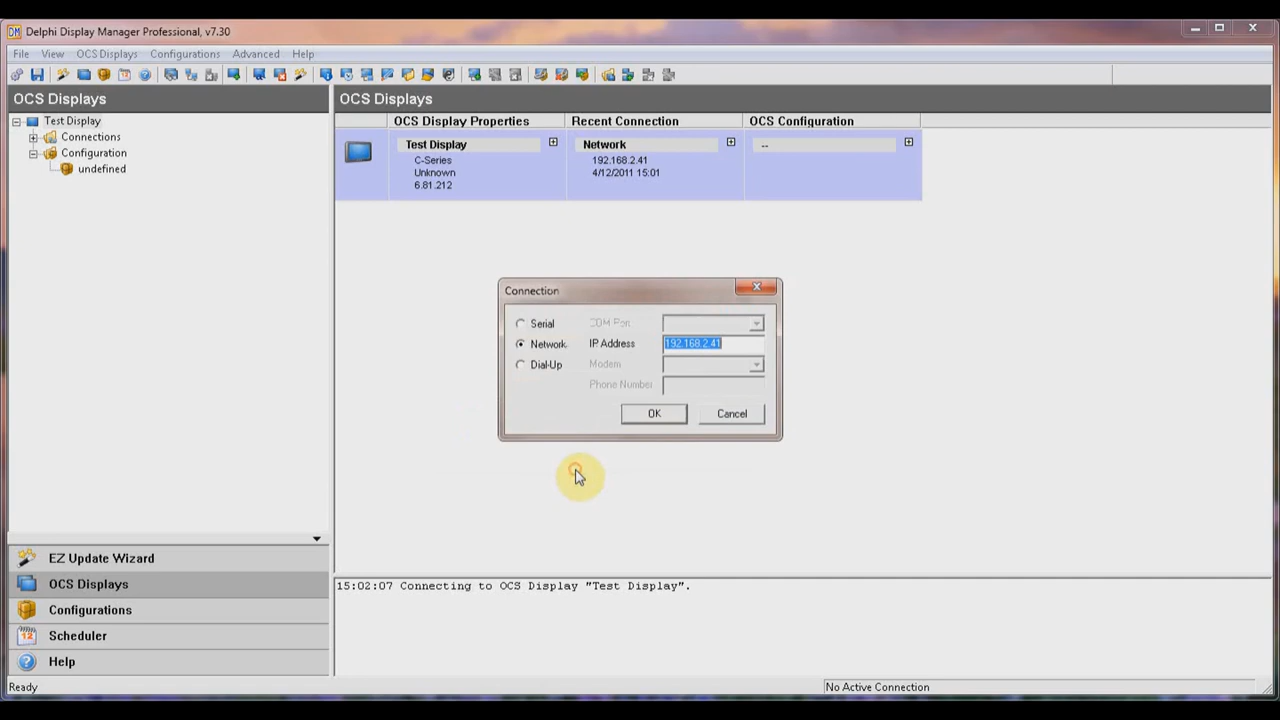 DM Delphi Display Manager Professional, v7.30
File View OCS Displays Configurations Advanced Help
OCS Displays
Test Display
Connections
Configuration
undefined
OCS Displays
OCS Display Properties Recent Connection OCS Configuration
Test Display Network --
C-Series 192.168.2.41
Unknown 4/12/2011 15:01
6.81.212
Connection
Serial COM Port
Network IP Address 192.168.2.41
Dial-Up Modem
Phone Number
OK Cancel
EZ Update Wizard
OCS Displays
Configurations
12 Scheduler
Help
15:02:07 Connecting to OCS Display "Test Display".
Ready No Active Connection